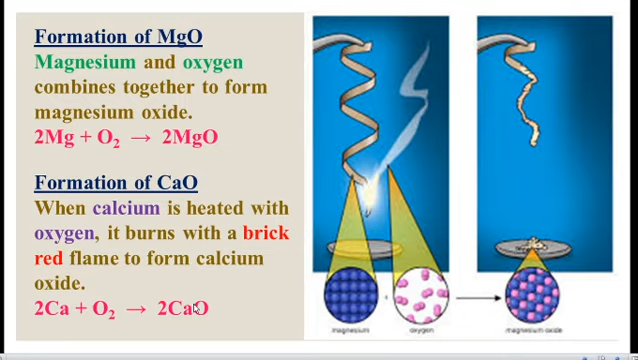 Formation of MgO
Magnesium and oxygen
combines together to form
magnesium oxide.
2Mg + O₂ → 2MgO
Formation of CaO
When calcium is heated with
oxygen, it burns with a brick
red flame to form calcium
oxide.
2Ca + O₂ → 2CaO
magnesium
+
oxygen
magnesium oxide